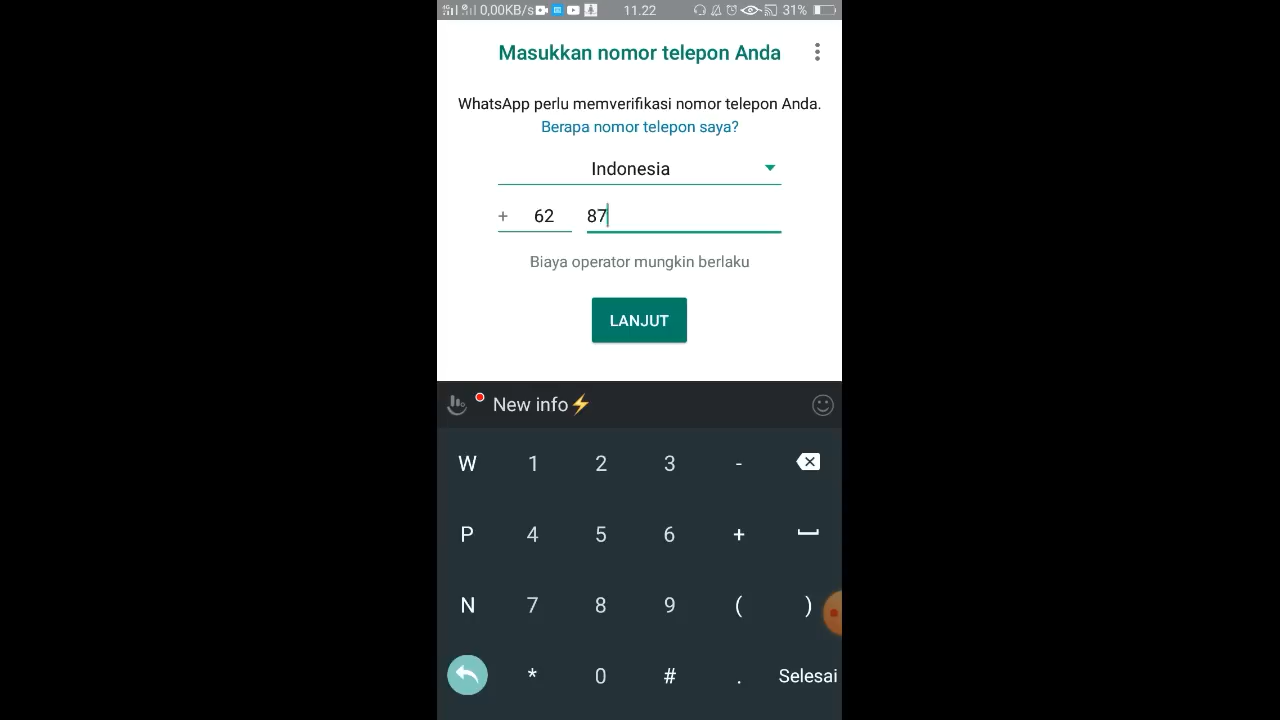 0,00KB/s 11.22 31%
Masukkan nomor telepon Anda
WhatsApp perlu memverifikasi nomor telepon Anda.
Berapa nomor telepon saya?
Indonesia
+ 62 87
Biaya operator mungkin berlaku
LANJUT
New info⚡
W 1 2 3 -
P 4 5 6 +
N 7 8 9 ( )
* 0 # . Selesai